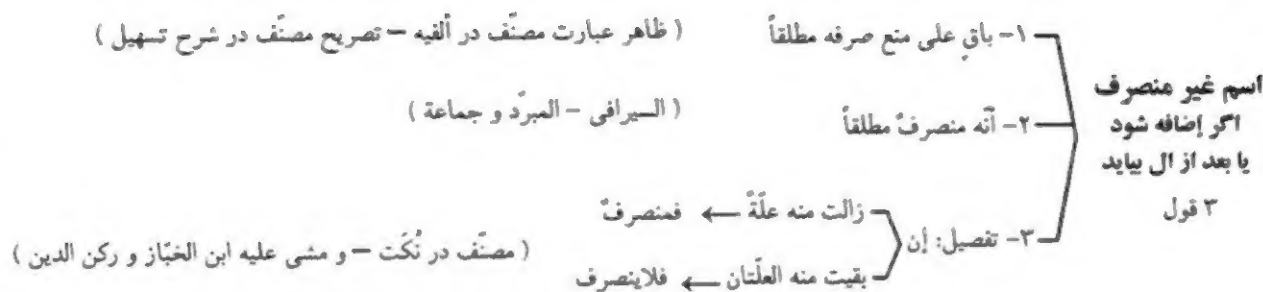 اسم غیر منصرف
اگر إضافه شود
یا بعد از ال بیاید
۳ قول
۱- باقٍ علی منع صرفه مطلقاً ( ظاهر عبارت مصنّف در ألفیه – تصریح مصنّف در شرح تسهیل )
۲- أنّه منصرفٌ مطلقاً ( السیرافی – المبرّد و جماعة )
۳- تفصیل: إن
زالت منه علّةٌ ← فمنصرفٌ
بقیت منه العلّتان ← فلاینصرف
( مصنّف در نُکَت – و مشی علیه ابن الخبّاز و رکن الدین )